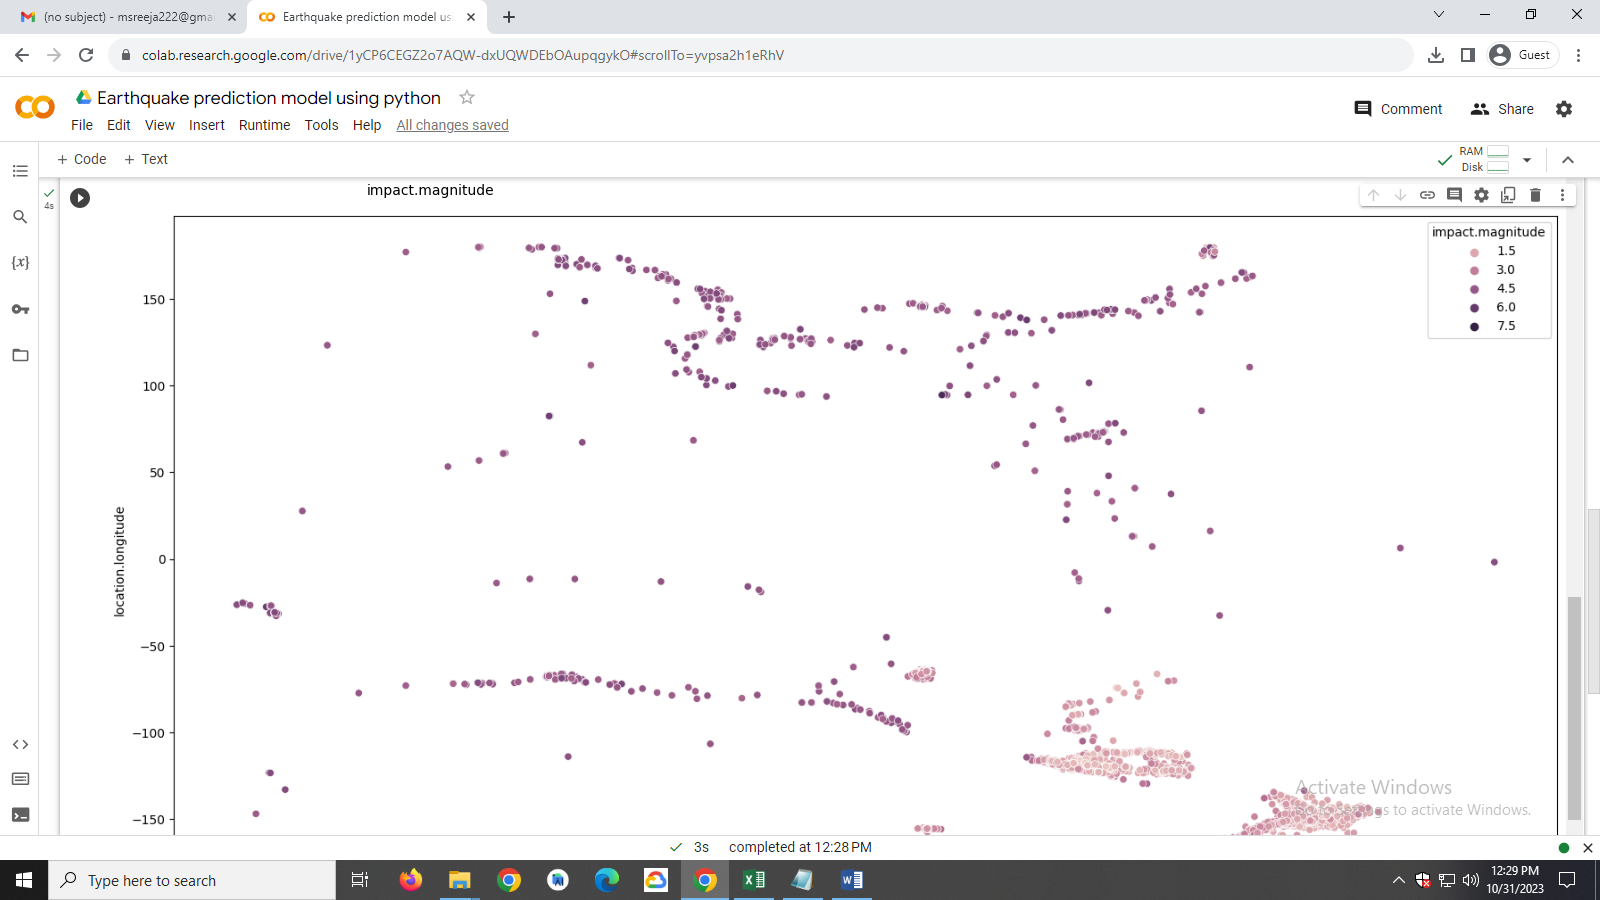 (no subject) - msreeja222@gmai
Earthquake prediction model us
colab.research.google.com/drive/1yCP6CEGZ2o7AQW-dxUQWDEbOAupqgykO#scrollTo=yvpsa2h1eRhV
Guest
Earthquake prediction model using python
File Edit View Insert Runtime Tools Help All changes saved
Comment Share
+ Code + Text
RAM
Disk
4s
impact.magnitude
impact.magnitude
1.5
3.0
4.5
6.0
7.5
{x}
150
100
50
0
−50
−100
−150
location.longitude
Activate Windows
to activate Windows.
3s completed at 12:28 PM
Type here to search
12:29 PM
10/31/2023